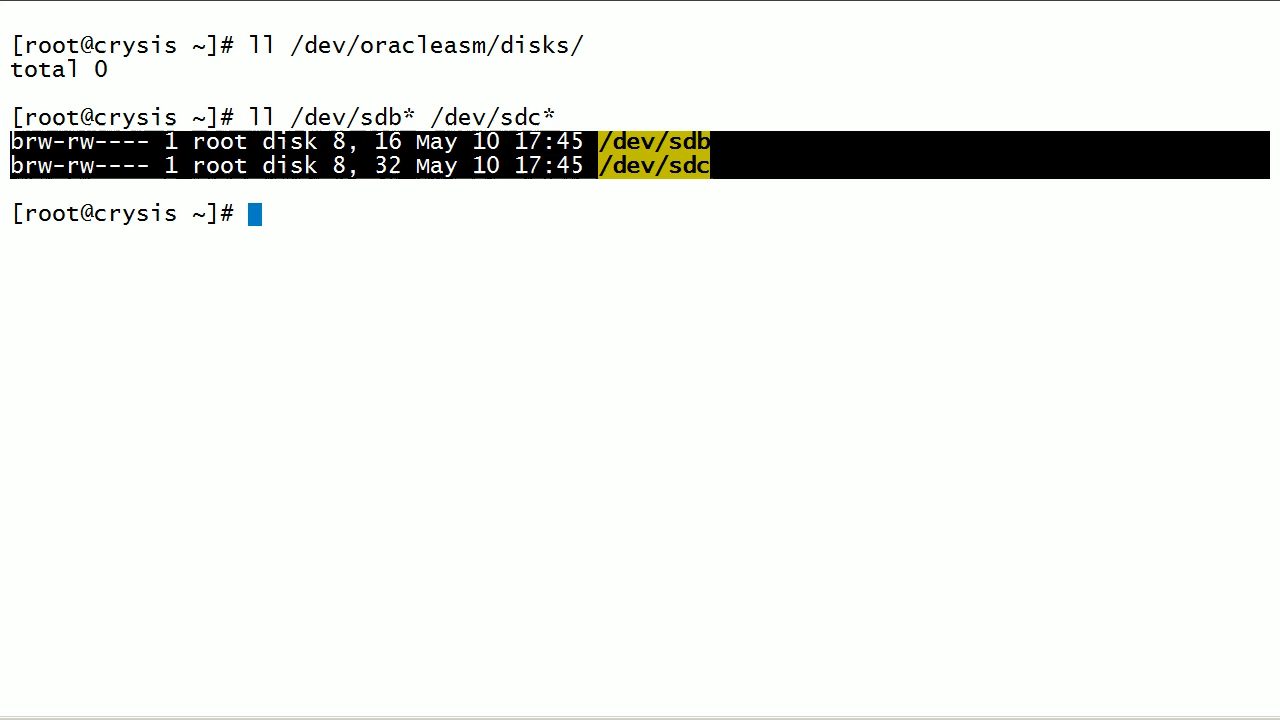 [root@crysis ~]# ll /dev/oracleasm/disks/
total 0
[root@crysis ~]# ll /dev/sdb* /dev/sdc*
brw-rw---- 1 root disk 8, 16 May 10 17:45 /dev/sdb
brw-rw---- 1 root disk 8, 32 May 10 17:45 /dev/sdc
[root@crysis ~]#